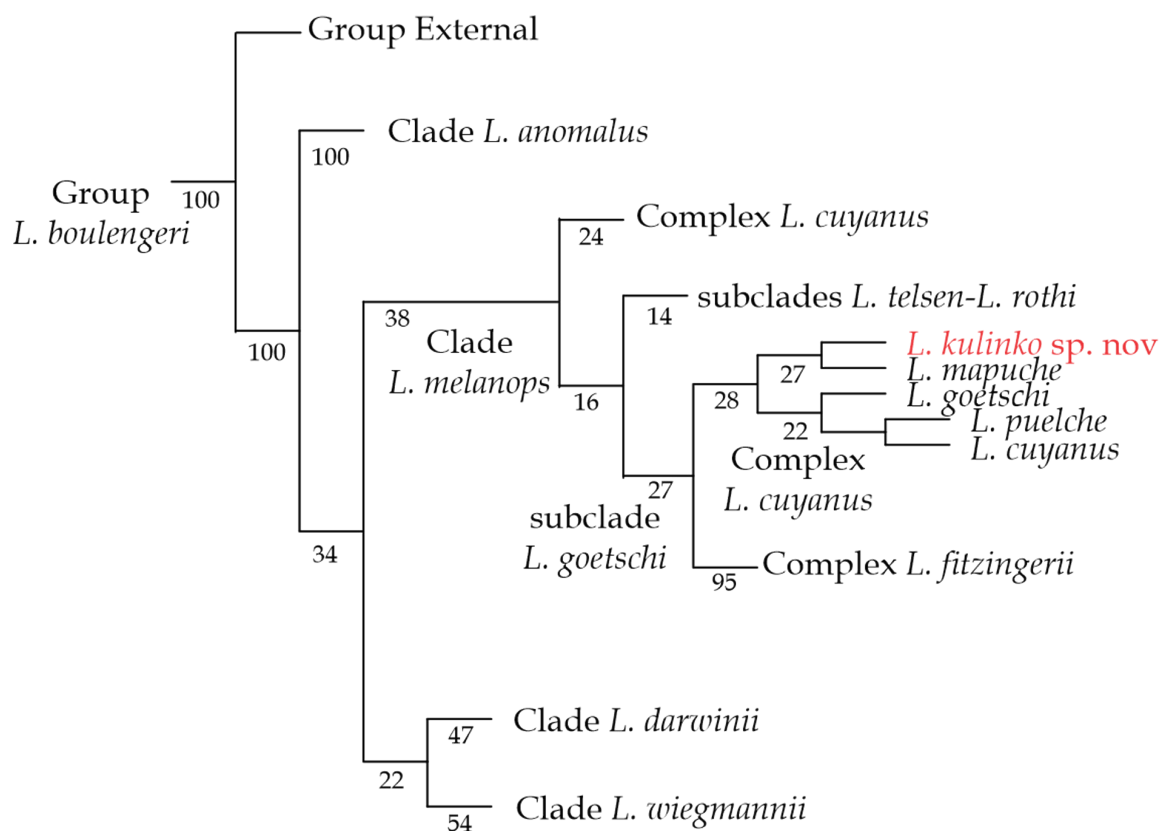 Group External
Clade L. anomalus
100
100
Group
L. boulengeri
Complex L. cuyanus
24
subclades L. telsen-L. rothi
14
38
Clade
L. melanops
L. kulinko sp. nov
L. mapuche
27
L. goetschi
L. puelche
L. cuyanus
22
28
16
100
Complex
L. cuyanus
27
subclade
L. goetschi
34
Complex L. fitzingerii
95
Clade L. darwinii
47
22
Clade L. wiegmannii
54